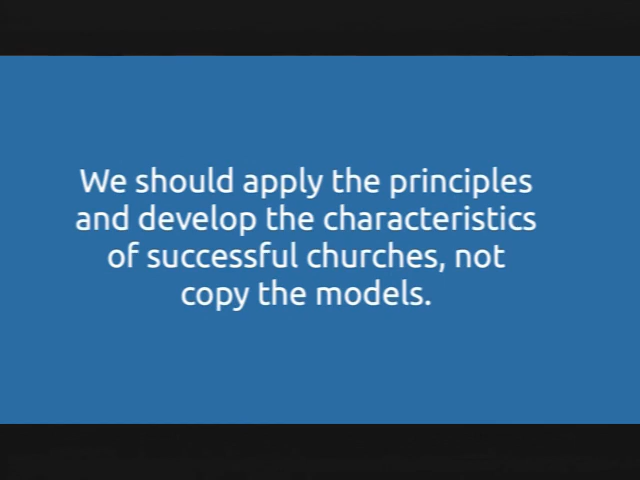 We should apply the principles
and develop the characteristics
of successful churches, not
copy the models.